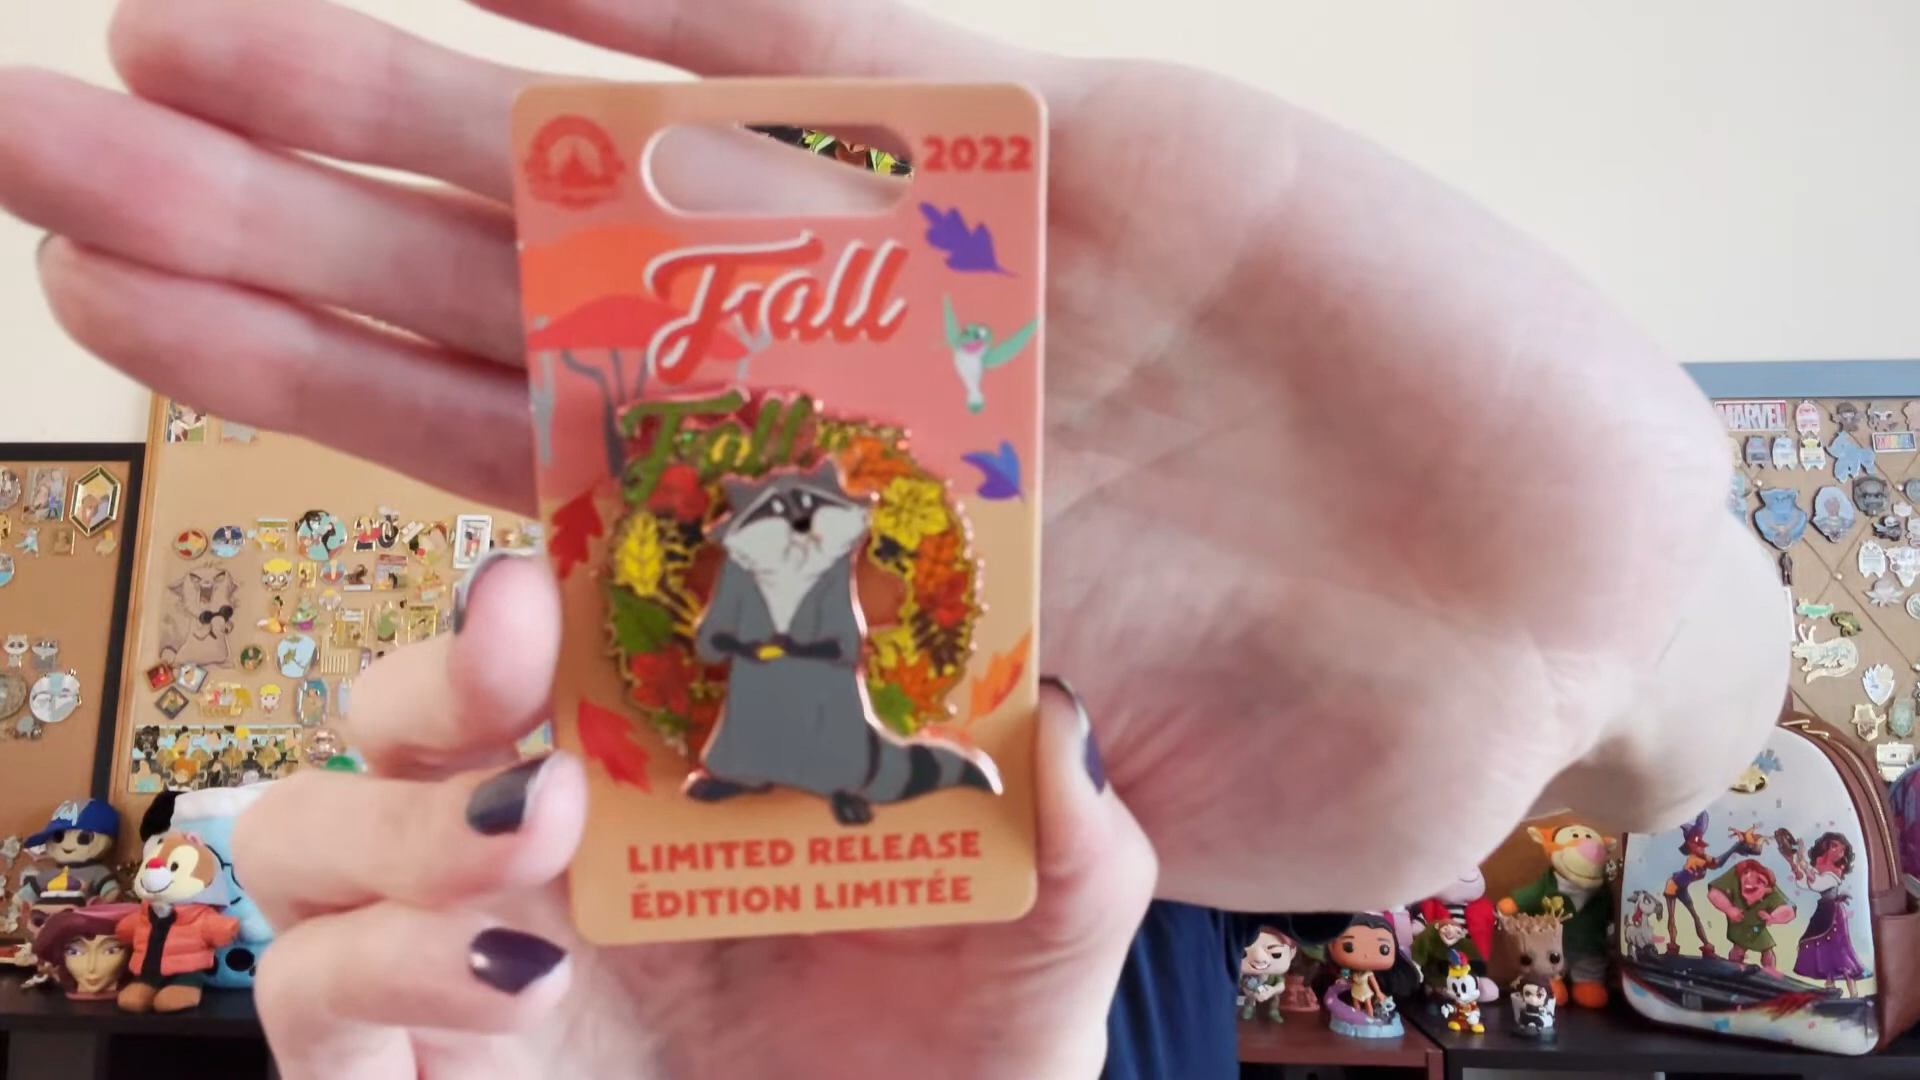 2022
Fall
Fall
LIMITED RELEASE
ÉDITION LIMITÉE
MARVEL